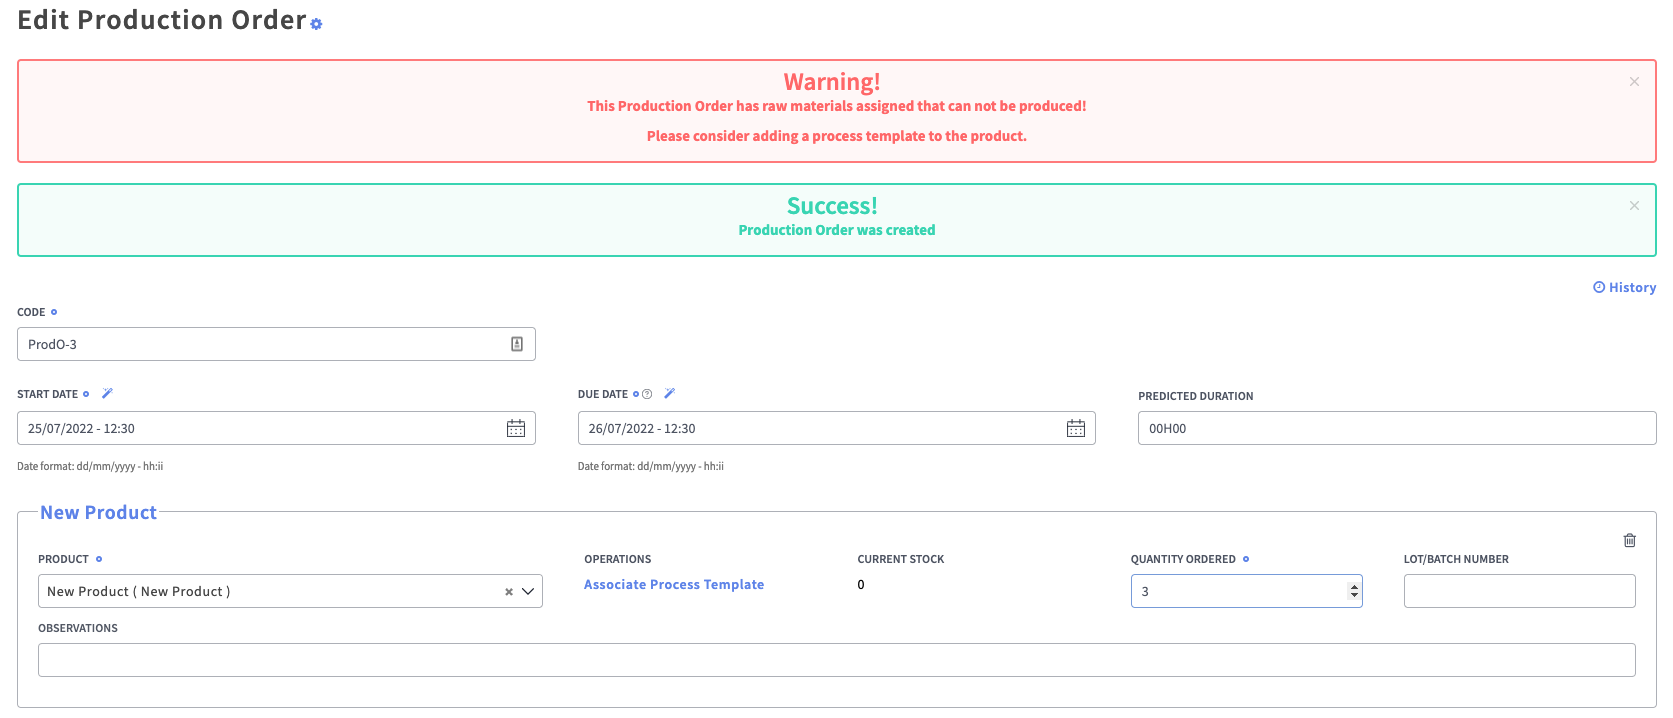 Edit Production Order
Warning!
This Production Order has raw materials assigned that can not be produced!
Please consider adding a process template to the product.
Success!
Production Order was created
History
CODE
ProdO-3
START DATE
DUE DATE
PREDICTED DURATION
25/07/2022 - 12:30
26/07/2022 - 12:30
00H00
Date format: dd/mm/yyyy - hh:ii
Date format: dd/mm/yyyy - hh:ii
New Product
PRODUCT
OPERATIONS
CURRENT STOCK
QUANTITY ORDERED
LOT/BATCH NUMBER
New Product ( New Product )
Associate Process Template
0
3
OBSERVATIONS